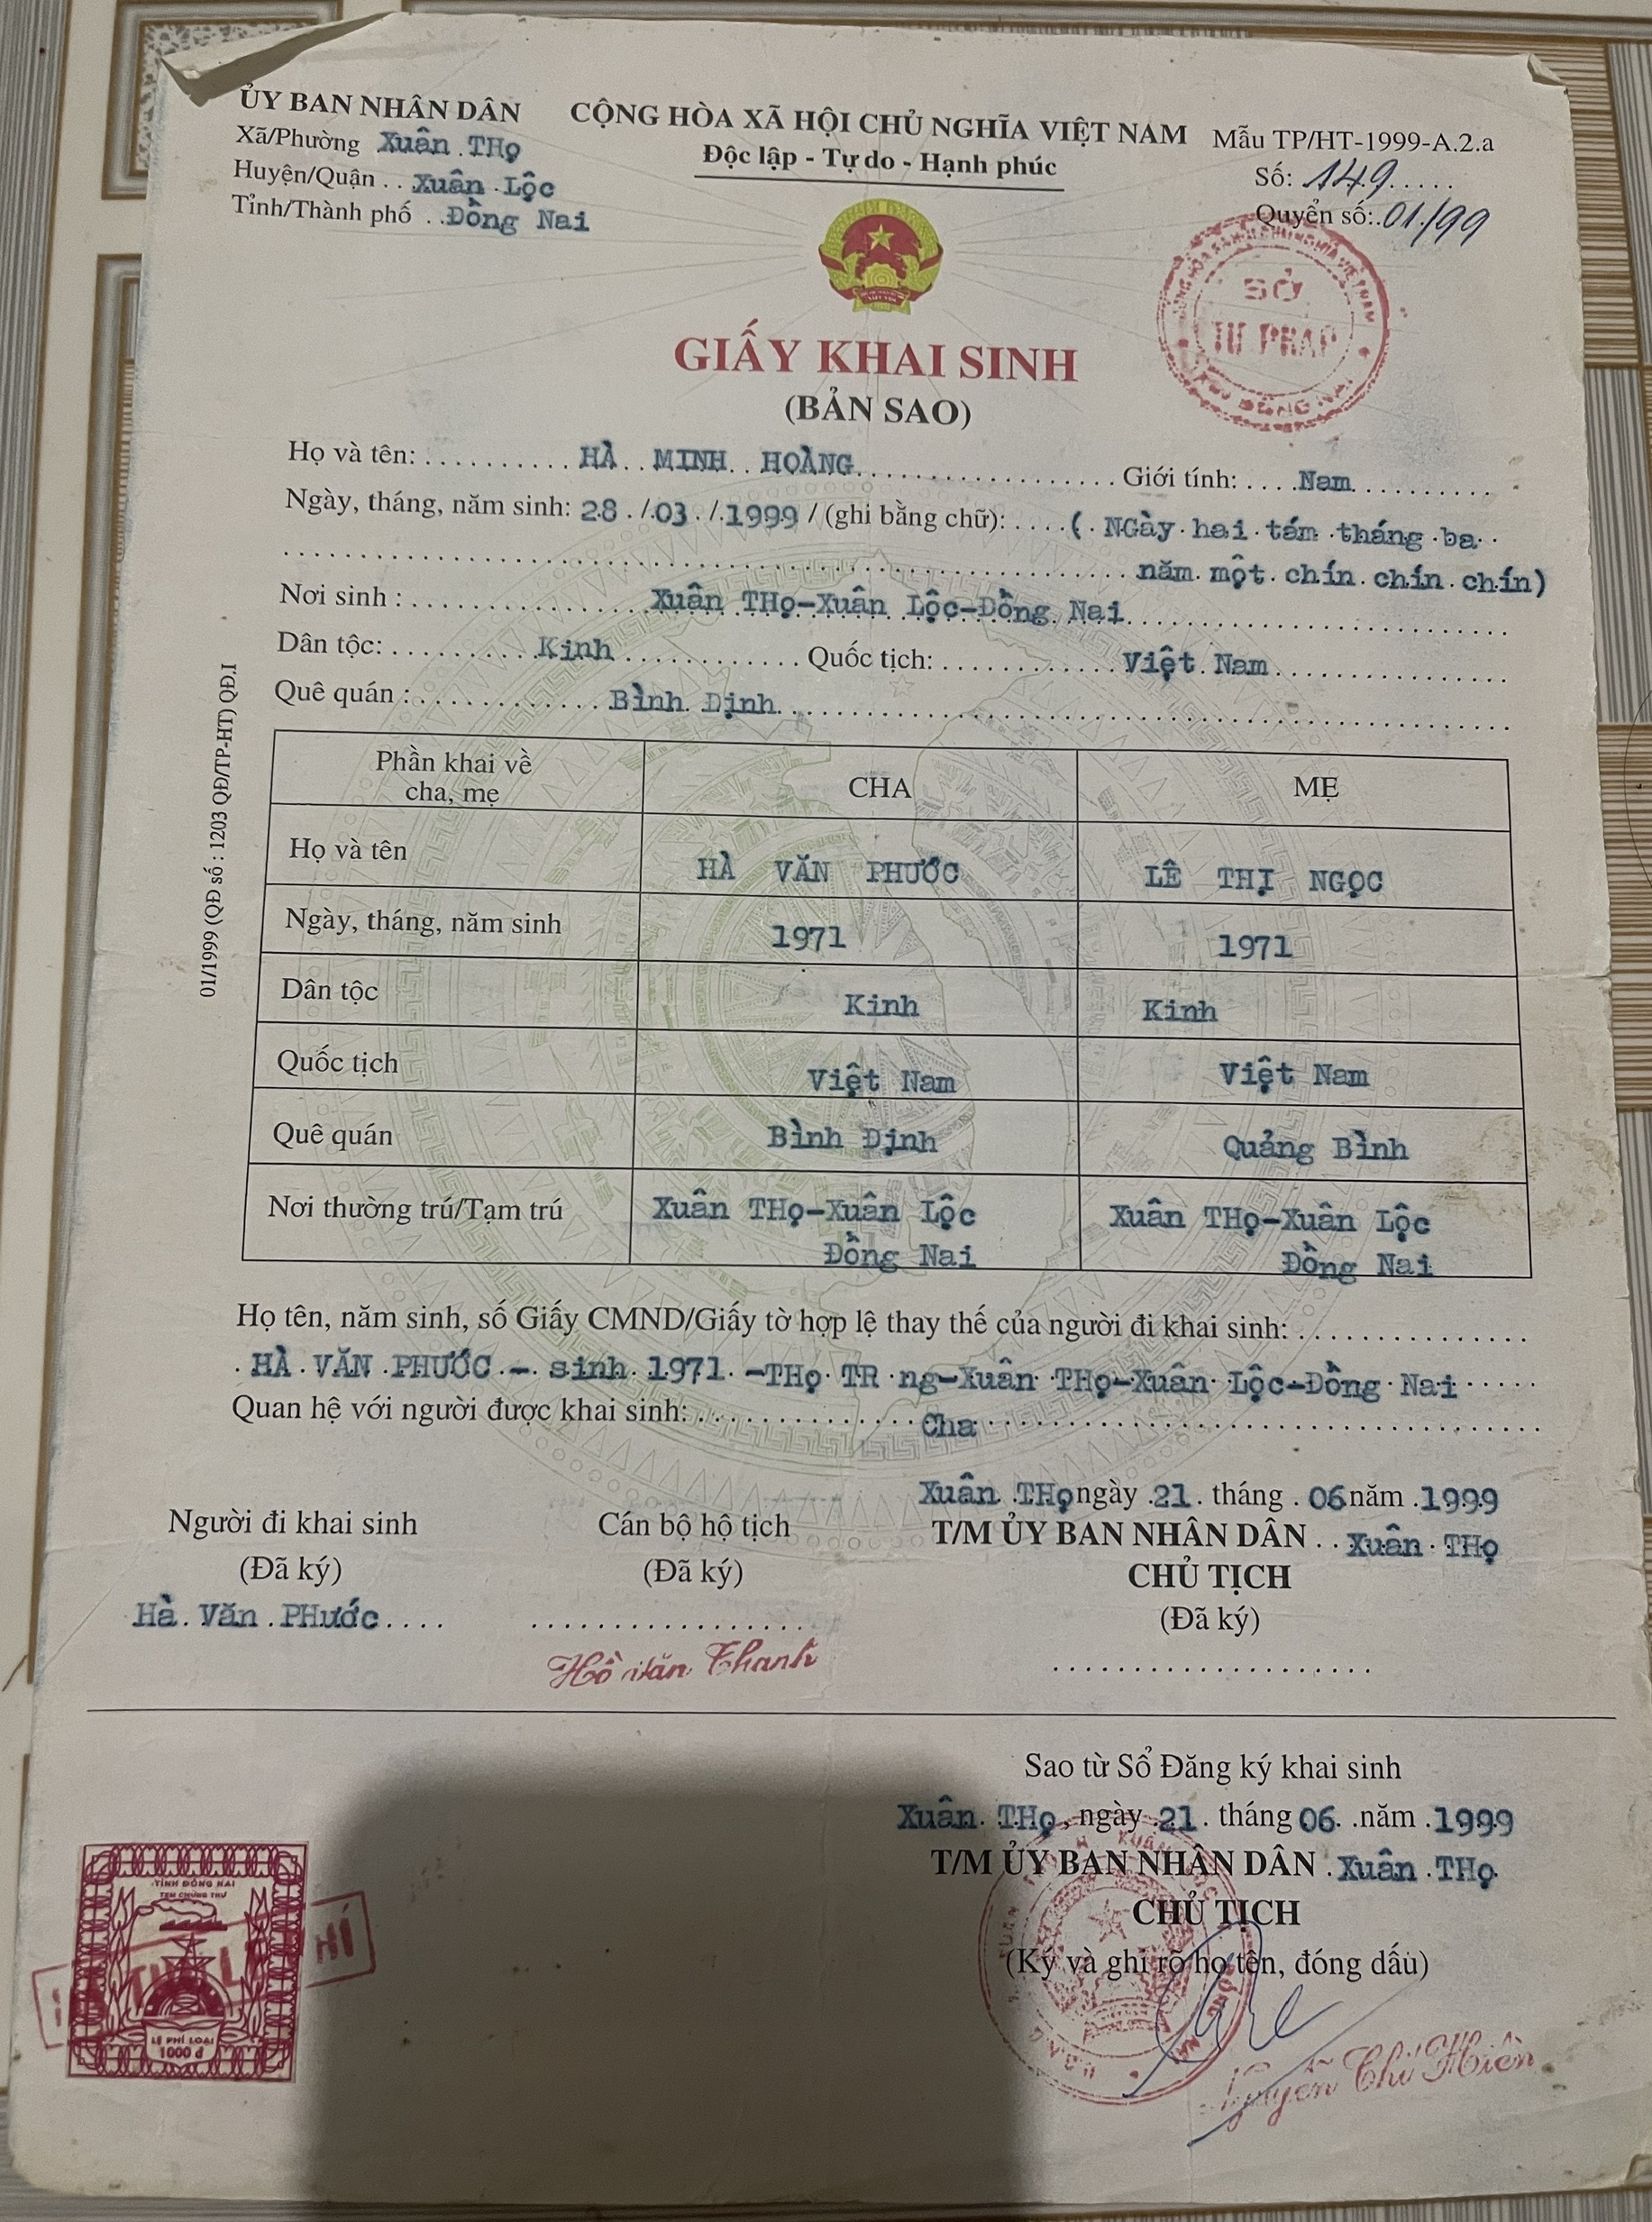 ỦY BAN NHÂN DÂN
Xã/Phường Xuân THọ
Huyện/Quận .. Xuân Lộc
Tỉnh/Thành phố ..Đồng Nai
CỘNG HÒA XÃ HỘI CHỦ NGHĨA VIỆT NAM
Độc lập - Tự do - Hạnh phúc
Mẫu TP/HT-1999-A.2.a
Số: 149
Quyển số: 01/99
SỞ
TƯ PHÁP
GIẤY KHAI SINH
(BẢN SAO)
Họ và tên: HÀ MINH HOÀNG Giới tính: Nam
Ngày, tháng, năm sinh: 28 / 03 / 1999 / (ghi bằng chữ): ( NGày hai tám tháng ba
năm một chín chín chín)
Nơi sinh : Xuân THọ-Xuân Lộc-Đồng Nai
Dân tộc: Kinh Quốc tịch: Việt Nam
Quê quán : Bình Định
Phần khai về cha, mẹ CHA MẸ
Họ và tên HÀ VĂN PHƯỚC LÊ THỊ NGỌC
Ngày, tháng, năm sinh 1971 1971
Dân tộc Kinh Kinh
Quốc tịch Việt Nam Việt Nam
Quê quán Bình Định Quảng Bình
Nơi thường trú/Tạm trú Xuân THọ-Xuân Lộc Xuân THọ-Xuân Lộc
Đồng Nai Đồng Nai
01/1999 (QĐ số : 1203 QĐ/TP-HT) QĐ.I
Họ tên, năm sinh, số Giấy CMND/Giấy tờ hợp lệ thay thế của người đi khai sinh:
HÀ VĂN PHƯỚC - sinh 1971 -THọ TR ng-Xuân THọ-Xuân Lộc-Đồng Nai
Quan hệ với người được khai sinh: Cha
Xuân THọ ngày 21 tháng 06 năm 1999
Người đi khai sinh Cán bộ hộ tịch T/M ỦY BAN NHÂN DÂN Xuân THọ
CHỦ TỊCH
(Đã ký) (Đã ký) (Đã ký)
Hà Văn PHước
Hồ Văn Thanh
Sao từ Sổ Đăng ký khai sinh
Xuân THọ, ngày 21 tháng 06 năm 1999
T/M ỦY BAN NHÂN DÂN Xuân THọ
CHỦ TỊCH
(Ký và ghi rõ họ tên, đóng dấu)
Nguyễn Chí Hiền
TỈNH ĐỒNG NAI
TEM CHỨNG THƯ
LỆ PHÍ LOẠI
1000 đ